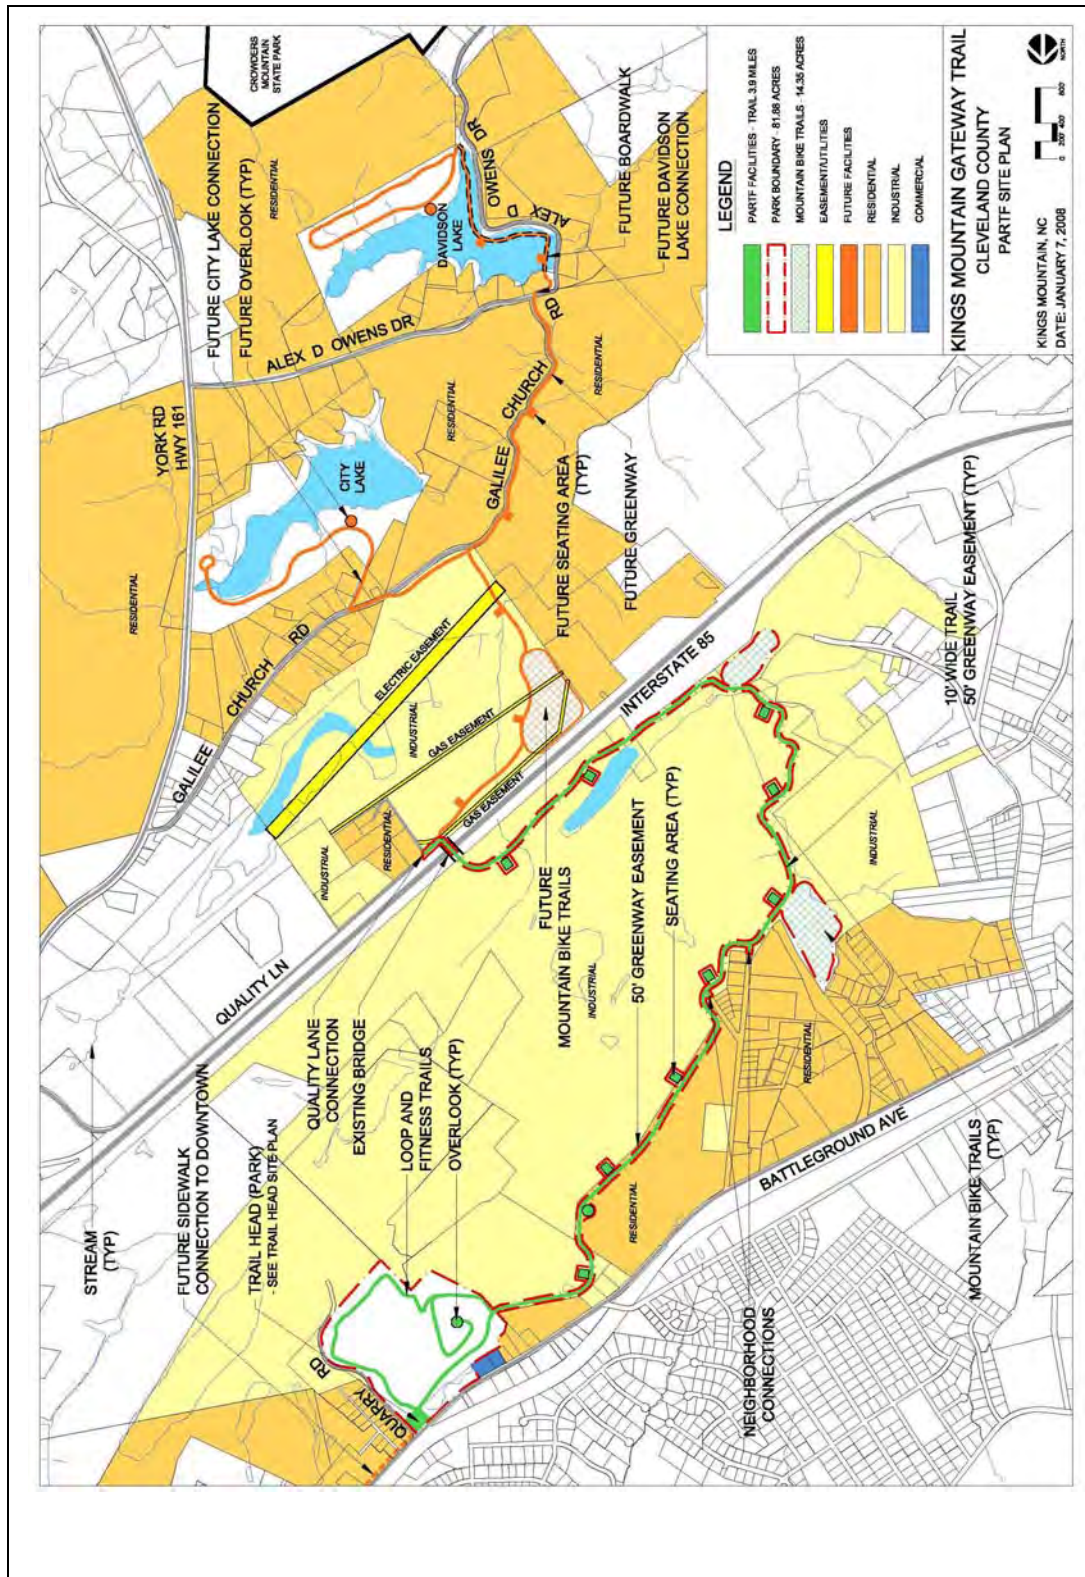 STREAM
(TYP)
FUTURE SIDEWALK
CONNECTION TO DOWNTOWN
TRAIL HEAD (PARK)
- SEE TRAIL HEAD SITE PLAN
QUALITY LN
QUALITY LANE
CONNECTION
EXISTING BRIDGE
LOOP AND
FITNESS TRAILS
OVERLOOK (TYP)
QUARRY
RD
GALILEE
CHURCH
RD
YORK RD
HWY 161
RESIDENTIAL
CITY
LAKE
ALEX D OWENS DR
FUTURE CITY LAKE CONNECTION
FUTURE OVERLOOK (TYP)
RESIDENTIAL
CROWDERS
MOUNTAIN
STATE PARK
DAVIDSON
LAKE
ALEX D
OWENS DR
FUTURE BOARDWALK
FUTURE DAVIDSON
LAKE CONNECTION
RESIDENTIAL
GALILEE
CHURCH
RD
RESIDENTIAL
ELECTRIC EASEMENT
INDUSTRIAL
GAS EASEMENT
GAS EASEMENT
RESIDENTIAL
INDUSTRIAL
FUTURE SEATING AREA
(TYP)
FUTURE GREENWAY
INTERSTATE 85
FUTURE
MOUNTAIN BIKE TRAILS
INDUSTRIAL
50' GREENWAY EASEMENT
SEATING AREA (TYP)
10' WIDE TRAIL
50' GREENWAY EASEMENT (TYP)
INDUSTRIAL
RESIDENTIAL
RESIDENTIAL
BATTLEGROUND AVE
NEIGHBORHOOD
CONNECTIONS
MOUNTAIN BIKE TRAILS
(TYP)
LEGEND
PARTF FACILITIES - TRAIL 3.9 MILES
PARK BOUNDARY - 81.88 ACRES
MOUNTAIN BIKE TRAILS - 14.35 ACRES
EASEMENT/UTILITIES
FUTURE FACILITIES
RESIDENTIAL
INDUSTRIAL
COMMERCIAL
KINGS MOUNTAIN GATEWAY TRAIL
CLEVELAND COUNTY
PARTF SITE PLAN
KINGS MOUNTAIN, NC
DATE: JANUARY 7, 2008
0 200' 400' 800'
NORTH